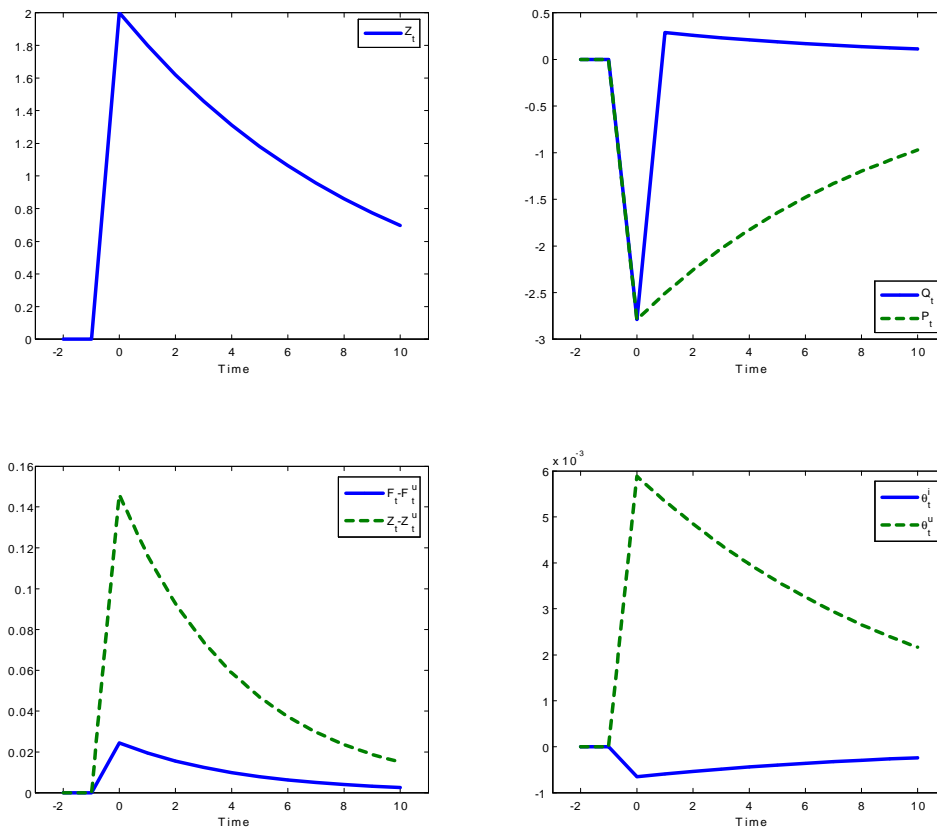 2
1.8
1.6
1.4
1.2
1
0.8
0.6
0.4
0.2
0
-2 0 2 4 6 8 10
Time
Z_t
0.5
0
-0.5
-1
-1.5
-2
-2.5
-3
-2 0 2 4 6 8 10
Time
Q_t
P_t
0.16
0.14
0.12
0.1
0.08
0.06
0.04
0.02
0
-2 0 2 4 6 8 10
Time
F_t-F_t^u
Z_t-Z_t^u
x 10^-3
6
5
4
3
2
1
0
-1
-2 0 2 4 6 8 10
Time
θ_t^i
θ_t^u